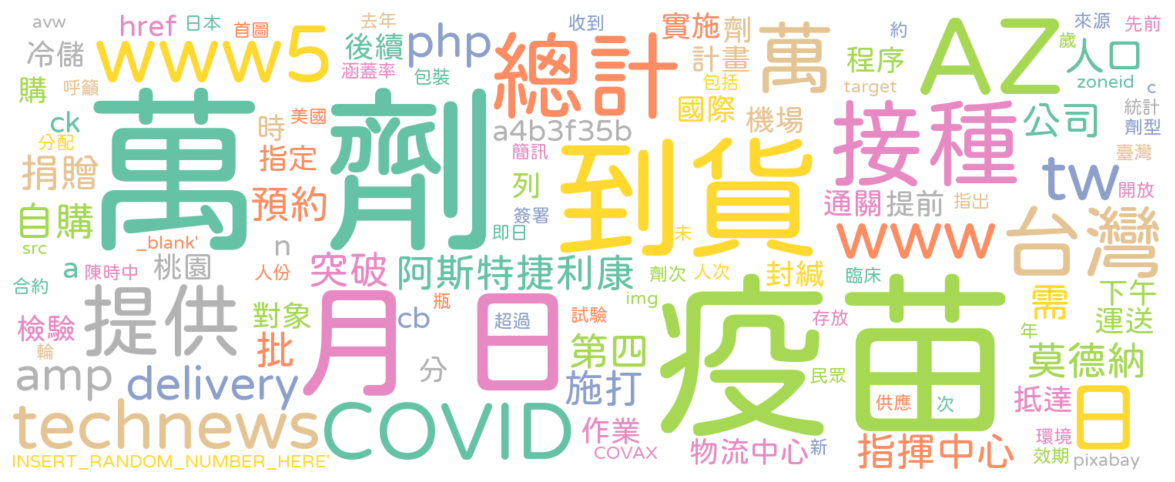 avw
href
日本
首圖
去年
收到
實施
劑
約
來源
先前
冷儲
www5
後續
php
總計
計畫
萬
程序
AZ
人口
購
呼籲
涵蓋率
包裝
包括
target
歲
zoneid
ck
時
美國
a4b3f35b
國際
機場
接種
公司
c
統計
劑型
分配
指定
簡訊
臺灣
捐贈
萬
劑
預約
列
到貨
tw
開放
自購
簽署
通關
提前
指出
_blank'
n
即日
未
www
台灣
src
a
陳時中
桃園
人份
突破
阿斯特捷利康
劑次
人次
封緘
臨床
合約
提供
瓶
img
需
下午
檢驗
對象
月
日
cb
超過
試驗
疫苗
存放
年
運送
輪
批
分
第四
莫德納
amp
delivery
施打
民眾
供應
次
抵達
日
technews
COVID
作業
環境
COVAX
物流中心
新
指揮中心
效期
INSERT_RANDOM_NUMBER_HERE'
pixabay